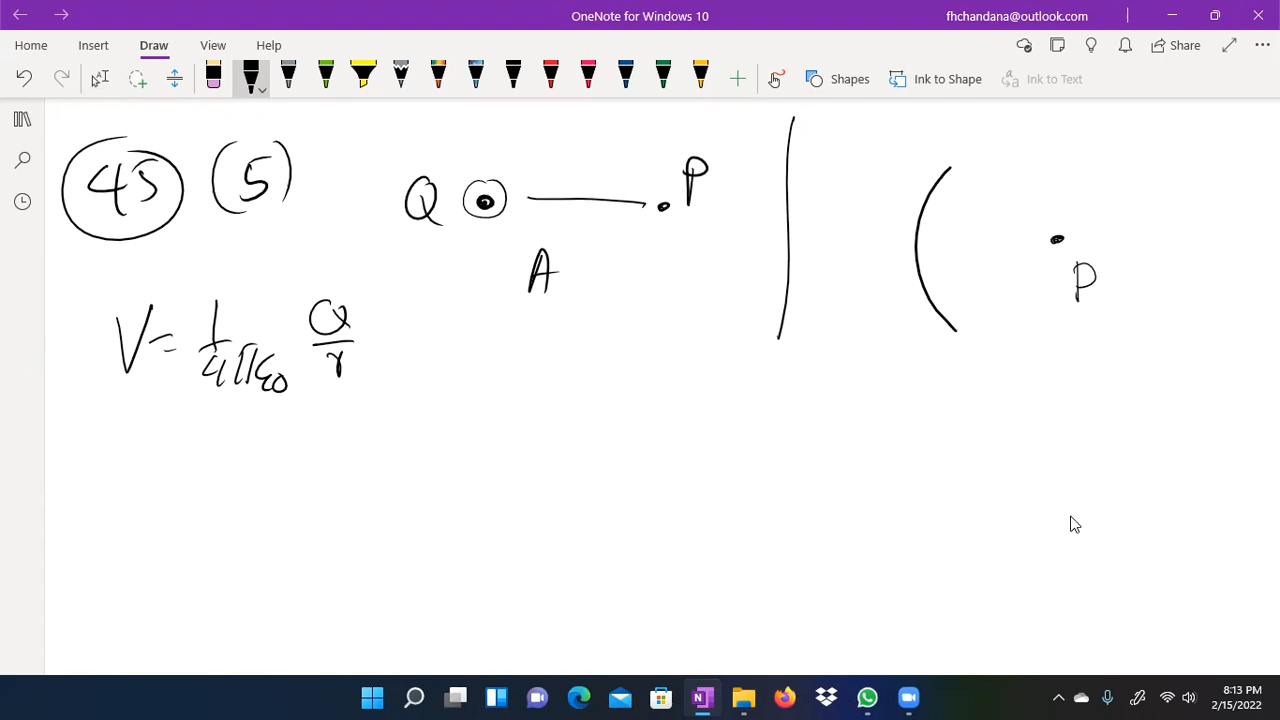 OneNote for Windows 10
fhchandana@outlook.com
Home Insert Draw View Help
Share
Shapes
Ink to Shape
Ink to Text
45 (5)
Q P
A
P
V = 1/4πε0 Q/r
8:13 PM
2/15/2022